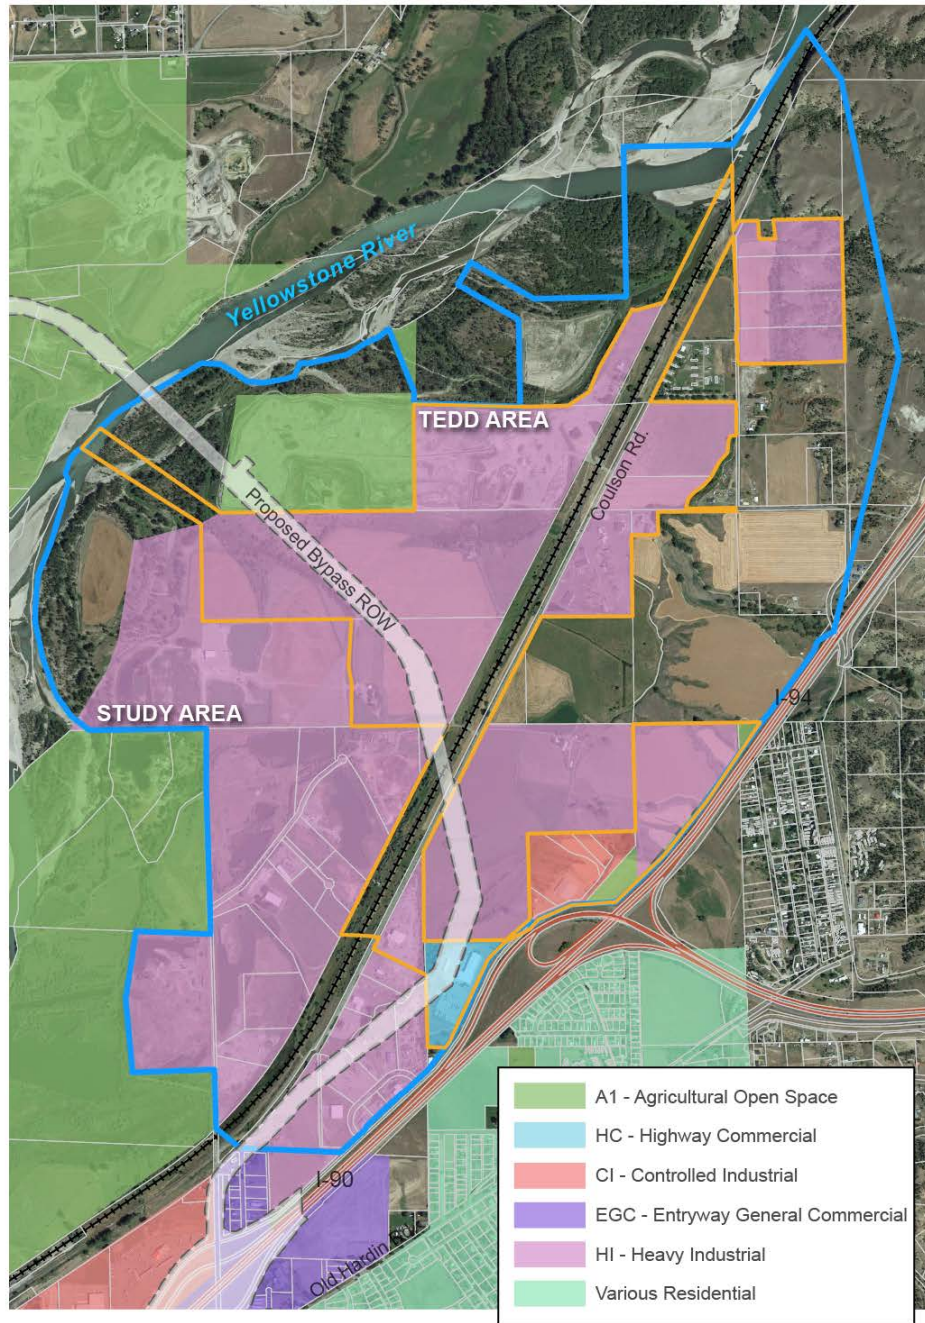 Yellowstone River
TEDD AREA
Coulson Rd.
Proposed Bypass ROW
STUDY AREA
I-94
I-90
Old Hardin
A1 - Agricultural Open Space
HC - Highway Commercial
CI - Controlled Industrial
EGC - Entryway General Commercial
HI - Heavy Industrial
Various Residential